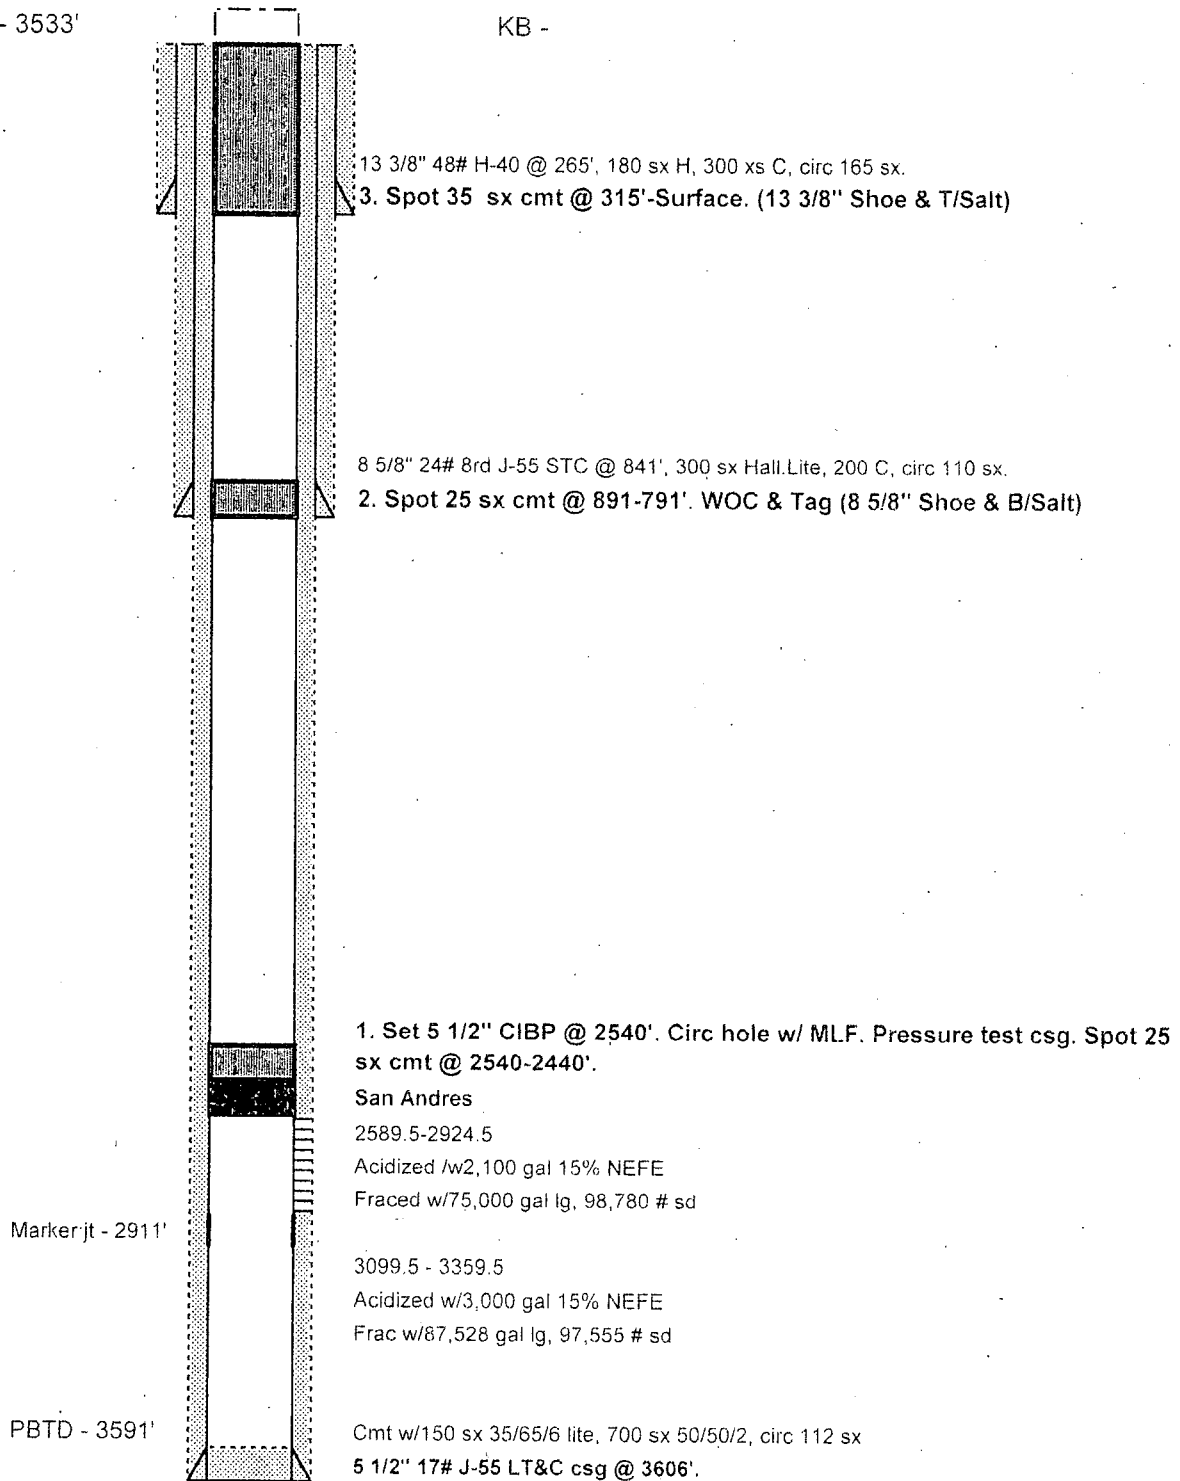 - 3533'
KB -
13 3/8" 48# H-40 @ 265', 180 sx H, 300 xs C, circ 165 sx.
3. Spot 35 sx cmt @ 315'-Surface. (13 3/8" Shoe & T/Salt)
8 5/8" 24# 8rd J-55 STC @ 841', 300 sx Hall.Lite, 200 C, circ 110 sx.
2. Spot 25 sx cmt @ 891-791'. WOC & Tag (8 5/8" Shoe & B/Salt)
1. Set 5 1/2" CIBP @ 2540'. Circ hole w/ MLF. Pressure test csg. Spot 25
sx cmt @ 2540-2440'.
San Andres
2589.5-2924.5
Acidized /w2,100 gal 15% NEFE
Fraced w/75,000 gal lg, 98,780 # sd
Marker jt - 2911'
3099.5 - 3359.5
Acidized w/3,000 gal 15% NEFE
Frac w/87,528 gal lg, 97,555 # sd
PBTD - 3591'
Cmt w/150 sx 35/65/6 lite, 700 sx 50/50/2, circ 112 sx
5 1/2" 17# J-55 LT&C csg @ 3606'.